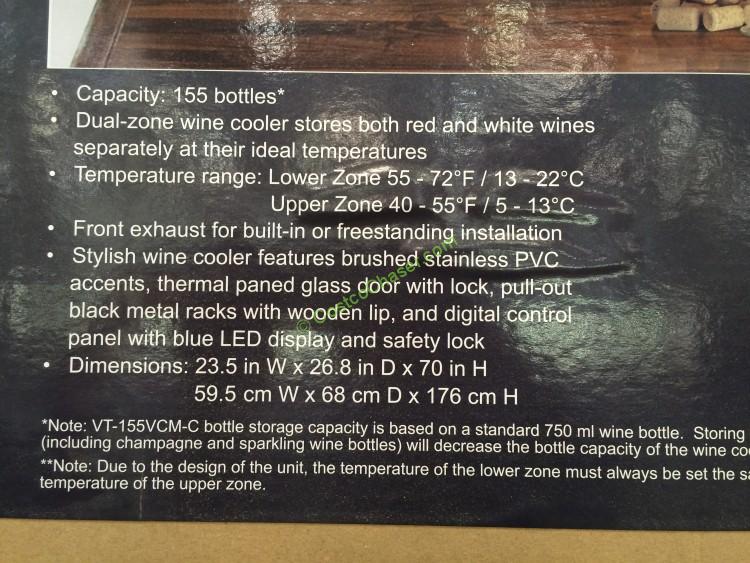 • Capacity: 155 bottles*
• Dual-zone wine cooler stores both red and white wines
separately at their ideal temperatures
• Temperature range: Lower Zone 55 - 72°F / 13 - 22°C
Upper Zone 40 - 55°F / 5 - 13°C
• Front exhaust for built-in or freestanding installation
• Stylish wine cooler features brushed stainless PVC
accents, thermal paned glass door with lock, pull-out
black metal racks with wooden lip, and digital control
panel with blue LED display and safety lock
• Dimensions: 23.5 in W x 26.8 in D x 70 in H
59.5 cm W x 68 cm D x 176 cm H
*Note: VT-155VCM-C bottle storage capacity is based on a standard 750 ml wine bottle. Storing
(including champagne and sparkling wine bottles) will decrease the bottle capacity of the wine
**Note: Due to the design of the unit, the temperature of the lower zone must always be set the
temperature of the upper zone.
© CostcoChaser.com